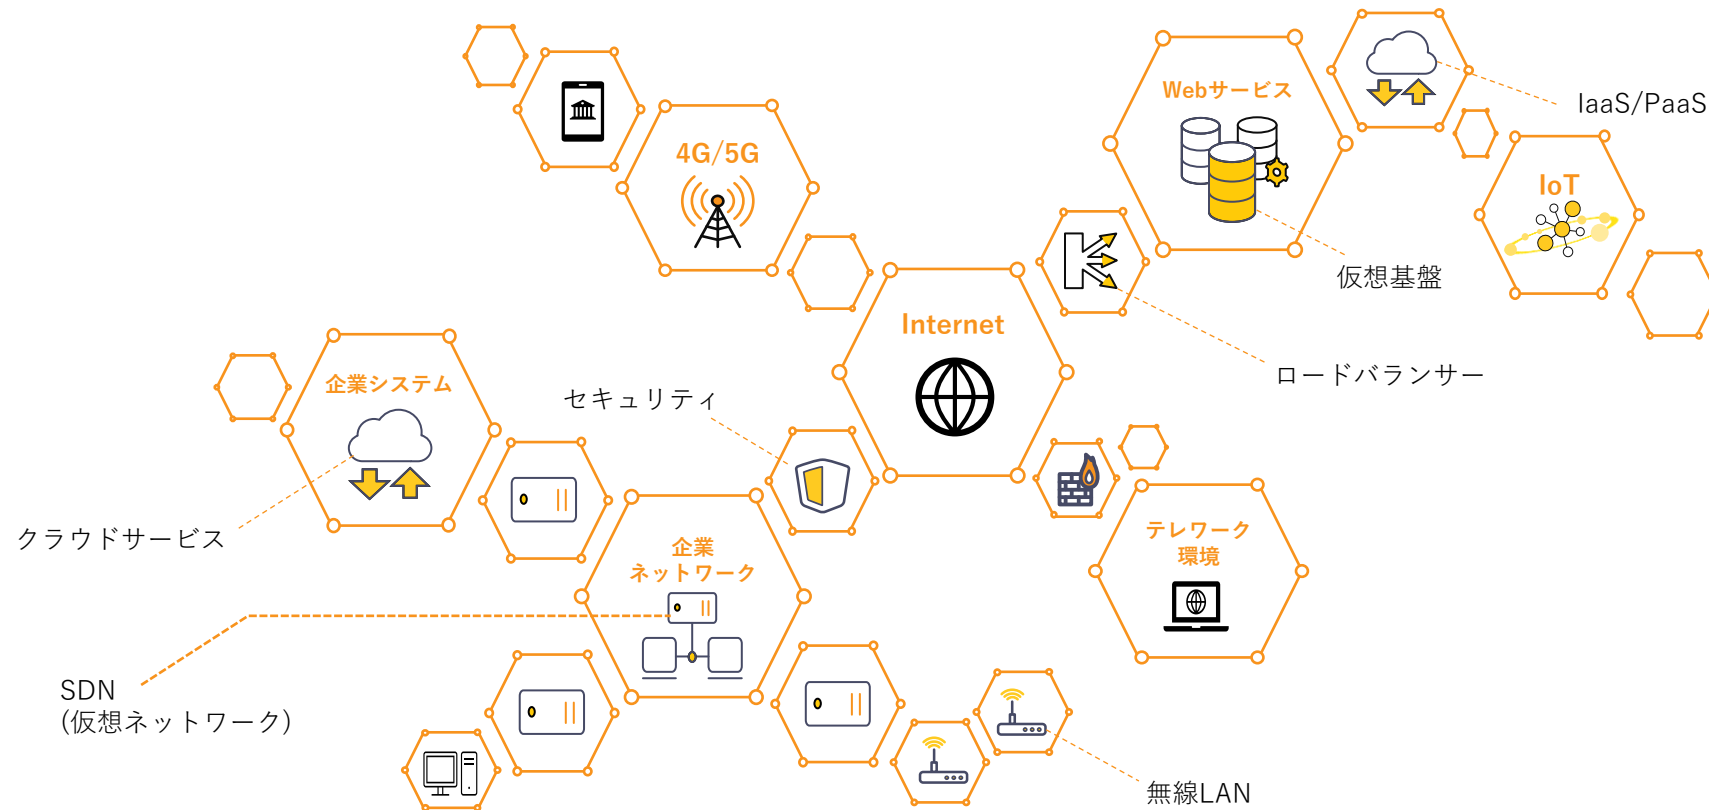 Webサービス
IaaS/PaaS
4G/5G
IoT
仮想基盤
Internet
ロードバランサー
企業システム
セキュリティ
クラウドサービス
テレワーク
環境
企業
ネットワーク
SDN
(仮想ネットワーク)
無線LAN